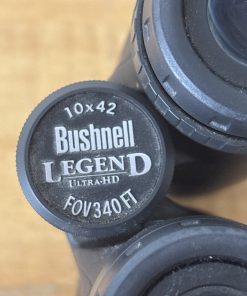 10x42
Bushnell
LEGEND
ULTRA-HD
FOV 340 FT